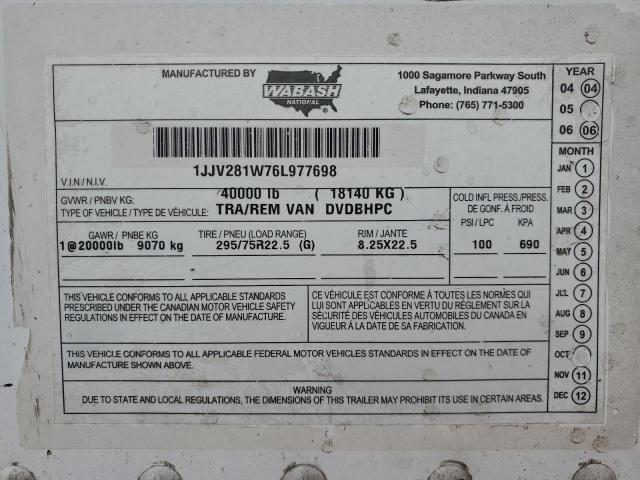 MANUFACTURED BY
WABASH
NATIONAL
®
1000 Sagamore Parkway South
Lafayette, Indiana 47905
Phone: (765) 771-5300
1JJV281W76L977698
V.I.N / N.I.V.
GVWR / PNBV KG. 40000 lb ( 18140 KG )
TYPE OF VEHICLE / TYPE DE VÉHICULE: TRA/REM VAN DVDBHPC
COLD INFL PRESS./PRESS.
DE GONF. À FROID
PSI / LPC KPA
100 690
GAWR / PNBE KG TIRE / PNEU (LOAD RANGE) RIM / JANTE
1@20000lb 9070 kg 295/75R22.5 (G) 8.25X22.5
THIS VEHICLE CONFORMS TO ALL APPLICABLE STANDARDS
PRESCRIBED UNDER THE CANADIAN MOTOR VEHICLE SAFETY
REGULATIONS IN EFFECT ON THE DATE OF MANUFACTURE.
CE VÉHICULE EST CONFORME À TOUTES LES NORMES QUI
LUI SONT APPLICABLES EN VERTU DU RÈGLEMENT SUR LA
SÉCURITÉ DES VÉHICULES AUTOMOBILES DU CANADA EN
VIGUEUR À LA DATE DE SA FABRICATION.
THIS VEHICLE CONFORMS TO ALL APPLICABLE FEDERAL MOTOR VEHICLES STANDARDS IN EFFECT ON THE DATE OF
MANUFACTURE SHOWN ABOVE.
WARNING
DUE TO STATE AND LOCAL REGULATIONS, THE DIMENSIONS OF THIS TRAILER MAY PROHIBIT ITS USE IN CERTAIN AREAS.
YEAR
04 04
05
06 06
MONTH
JAN 1
FEB 2
MAR 3
APR 4
MAY 5
JUN 6
JUL 7
AUG 8
SEP 9
OCT
NOV 11
DEC 12